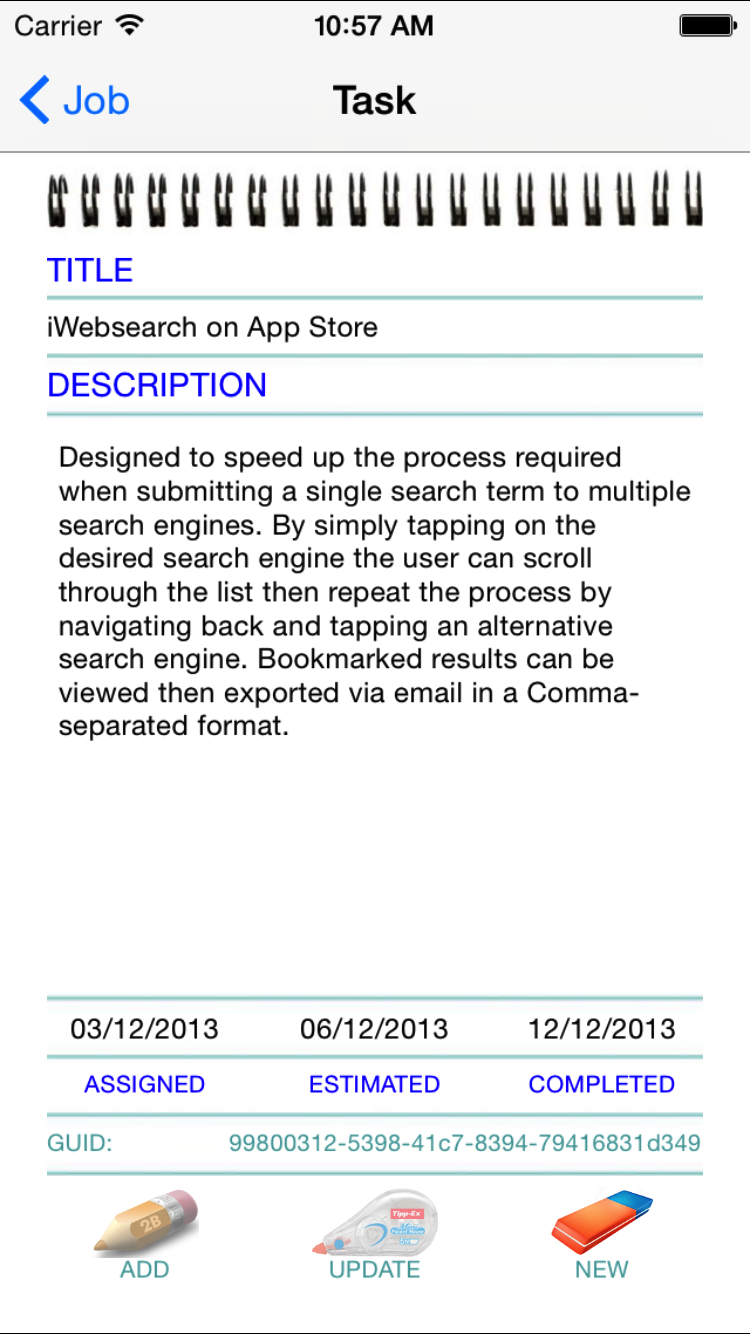 Carrier 10:57 AM
Job Task
TITLE
iWebsearch on App Store
DESCRIPTION
Designed to speed up the process required
when submitting a single search term to multiple
search engines. By simply tapping on the
desired search engine the user can scroll
through the list then repeat the process by
navigating back and tapping an alternative
search engine. Bookmarked results can be
viewed then exported via email in a Comma-
separated format.
03/12/2013 06/12/2013 12/12/2013
ASSIGNED ESTIMATED COMPLETED
GUID: 99800312-5398-41c7-8394-79416831d349
2B Tipp-Ex
ADD UPDATE NEW